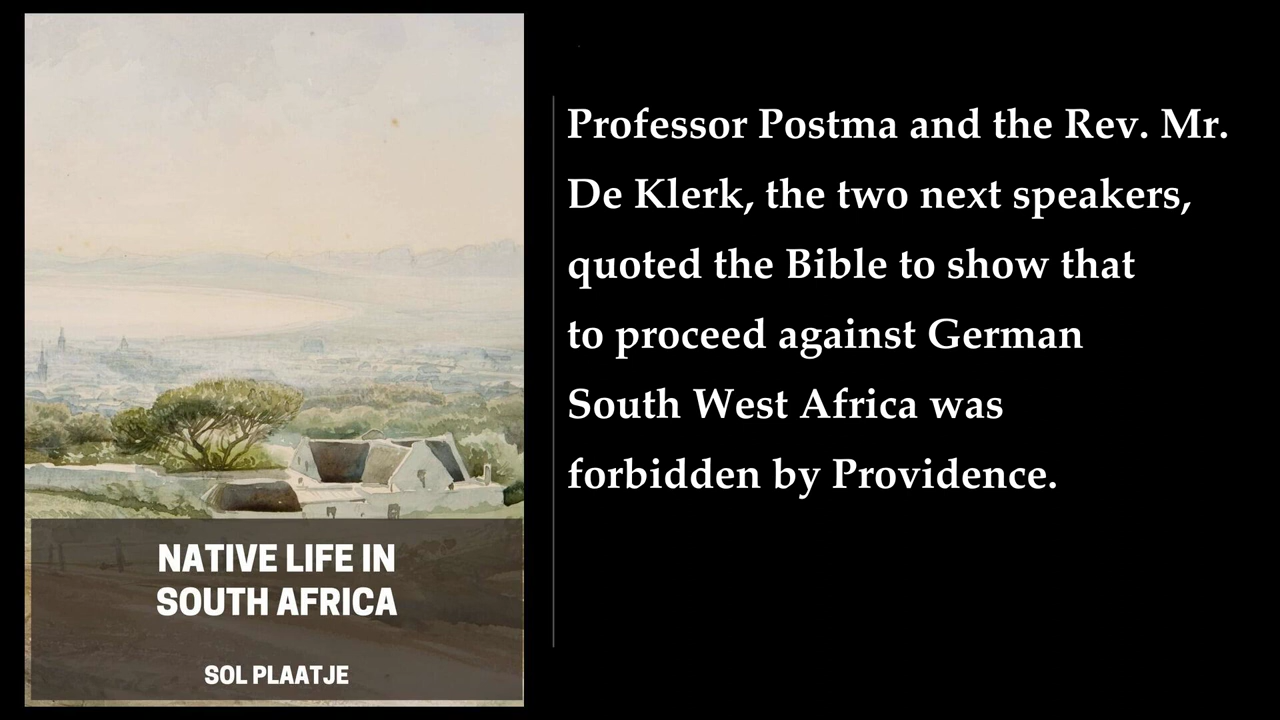 Professor Postma and the Rev. Mr.
De Klerk, the two next speakers,
quoted the Bible to show that
to proceed against German
South West Africa was
forbidden by Providence.
NATIVE LIFE IN
SOUTH AFRICA
SOL PLAATJE